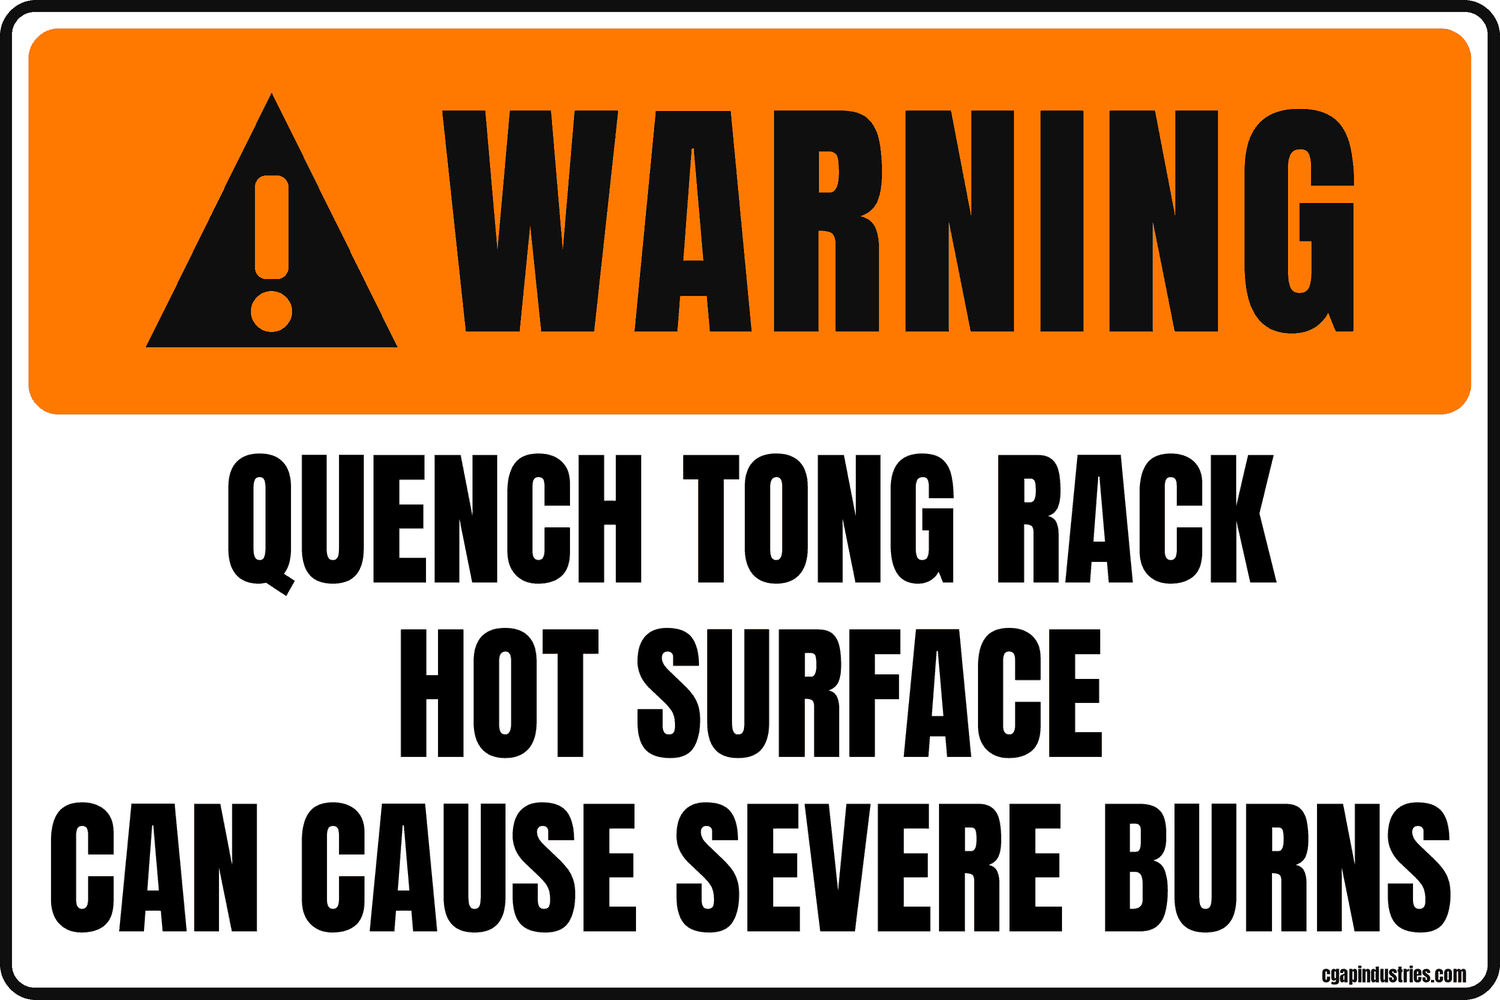 WARNING
QUENCH TONG RACK
HOT SURFACE
CAN CAUSE SEVERE BURNS
cgapindustries.com